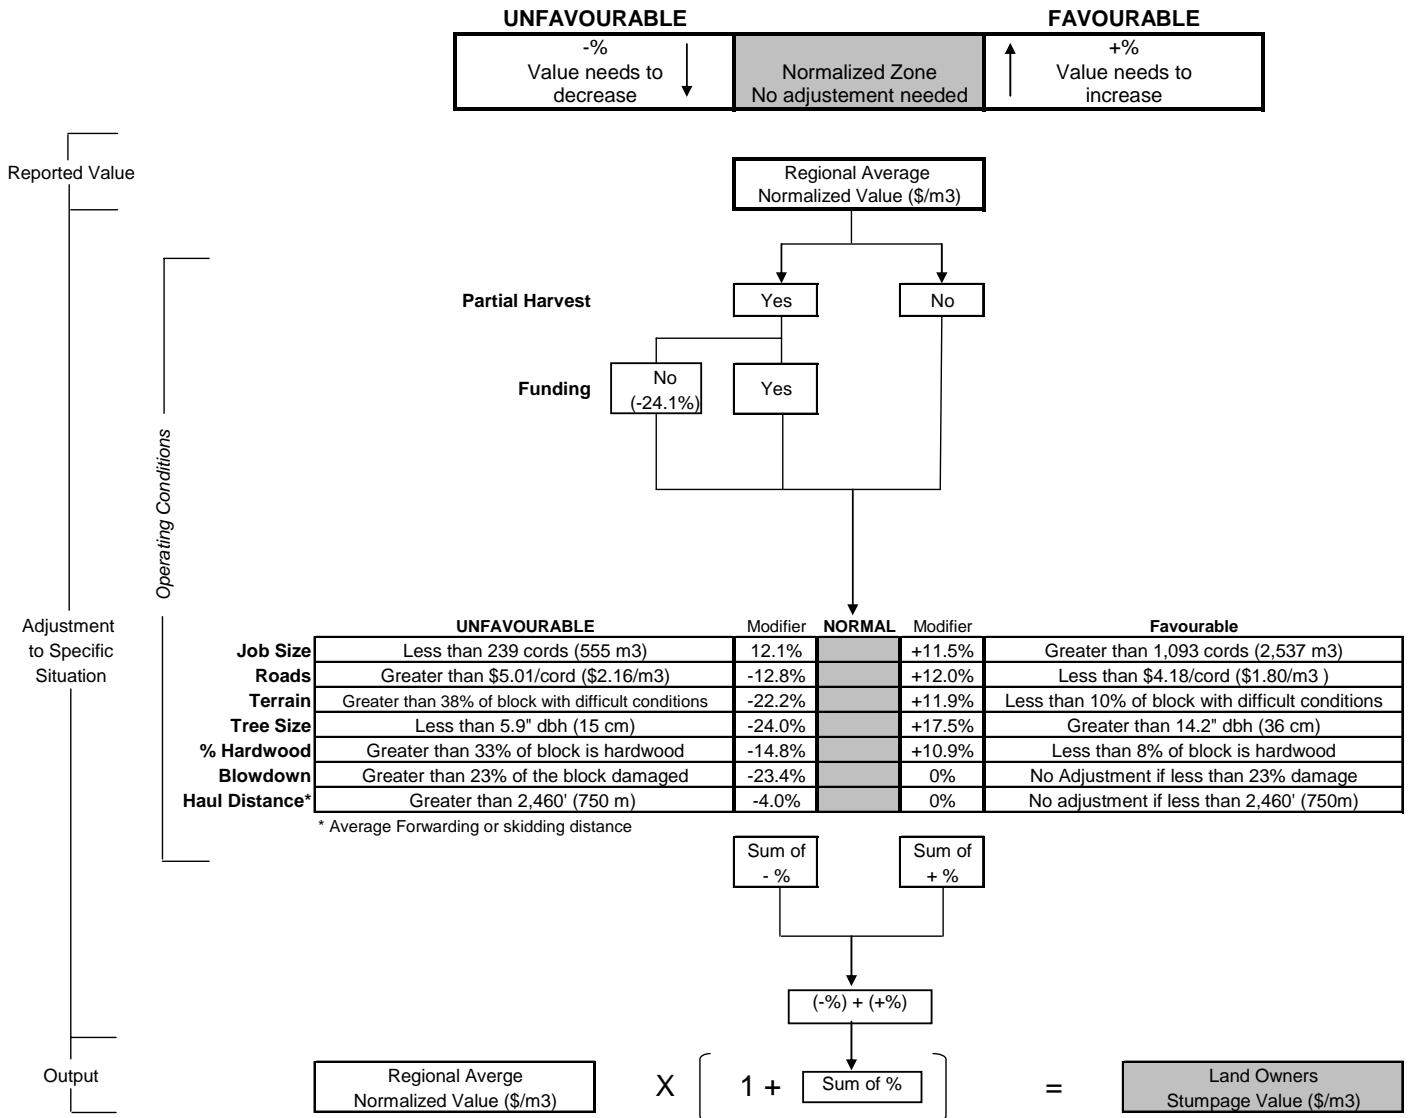 UNFAVOURABLE FAVOURABLE
-% +%
Value needs to decrease
Normalized Zone
No adjustement needed
Value needs to increase
Reported Value
Regional Average
Normalized Value ($/m3)
Partial Harvest Yes No
Funding No (-24.1%) Yes
Operating Conditions
Adjustment
to Specific
Situation
UNFAVOURABLE Modifier NORMAL Modifier Favourable
Job Size Less than 239 cords (555 m3) 12.1% +11.5% Greater than 1,093 cords (2,537 m3)
Roads Greater than $5.01/cord ($2.16/m3) -12.8% +12.0% Less than $4.18/cord ($1.80/m3 )
Terrain Greater than 38% of block with difficult conditions -22.2% +11.9% Less than 10% of block with difficult conditions
Tree Size Less than 5.9" dbh (15 cm) -24.0% +17.5% Greater than 14.2" dbh (36 cm)
% Hardwood Greater than 33% of block is hardwood -14.8% +10.9% Less than 8% of block is hardwood
Blowdown Greater than 23% of the block damaged -23.4% 0% No Adjustment if less than 23% damage
Haul Distance* Greater than 2,460' (750 m) -4.0% 0% No adjustment if less than 2,460' (750m)
* Average Forwarding or skidding distance
Sum of
- %
Sum of
+ %
(-%) + (+%)
Output
Regional Averge
Normalized Value ($/m3)
X ( 1 + Sum of % ) =
Land Owners
Stumpage Value ($/m3)